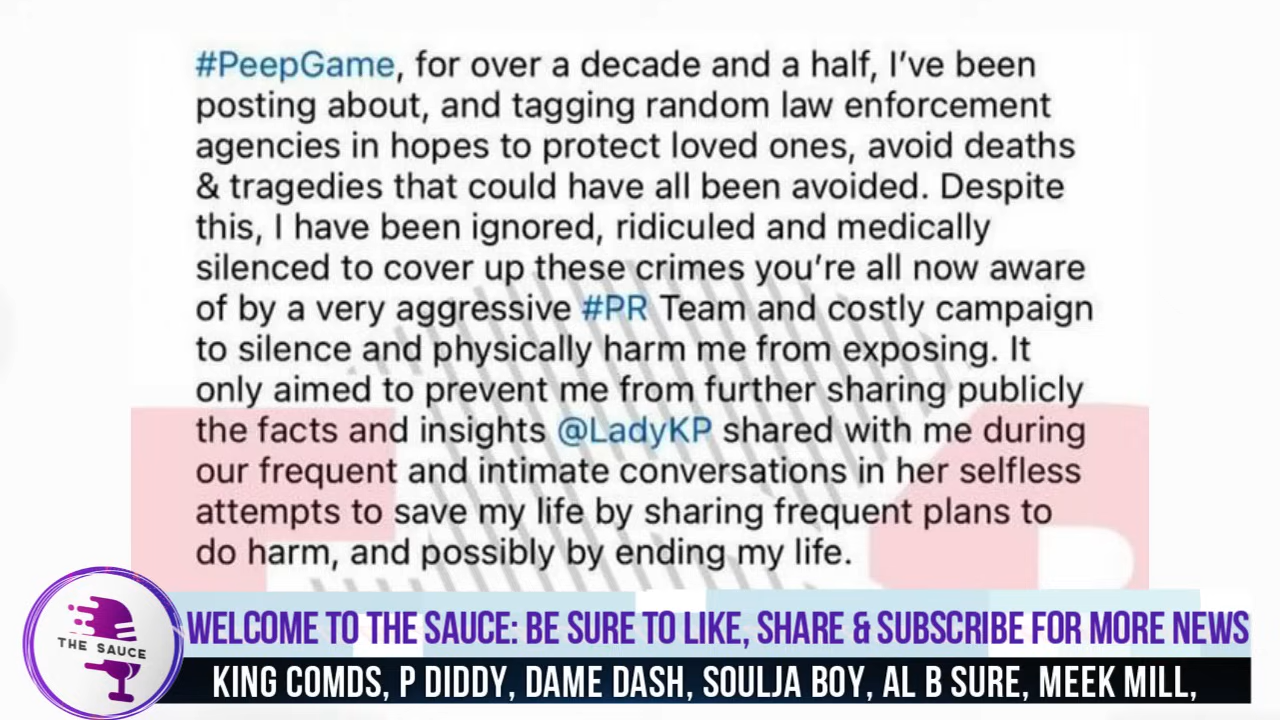 #PeepGame, for over a decade and a half, I've been
posting about, and tagging random law enforcement
agencies in hopes to protect loved ones, avoid deaths
& tragedies that could have all been avoided. Despite
this, I have been ignored, ridiculed and medically
silenced to cover up these crimes you're all now aware
of by a very aggressive #PR Team and costly campaign
to silence and physically harm me from exposing. It
only aimed to prevent me from further sharing publicly
the facts and insights @LadyKP shared with me during
our frequent and intimate conversations in her selfless
attempts to save my life by sharing frequent plans to
do harm, and possibly by ending my life.
THE SAUCE
WELCOME TO THE SAUCE: BE SURE TO LIKE, SHARE & SUBSCRIBE FOR MORE NEWS
KING COMDS, P DIDDY, DAME DASH, SOULJA BOY, AL B SURE, MEEK MILL,